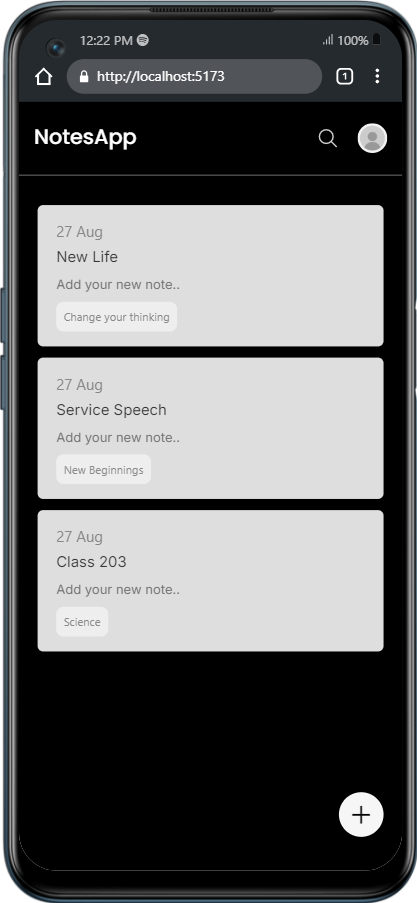 12:22 PM 100%
http://localhost:5173 1
NotesApp
27 Aug
New Life
Add your new note..
Change your thinking
27 Aug
Service Speech
Add your new note..
New Beginnings
27 Aug
Class 203
Add your new note..
Science